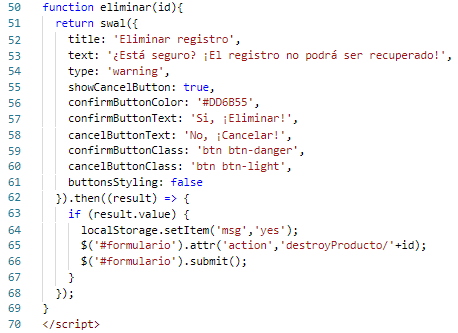 50 function eliminar(id){
51 return swal({
52 title: 'Eliminar registro',
53 text: '¿Está seguro? ¡El registro no podrá ser recuperado!',
54 type: 'warning',
55 showCancelButton: true,
56 confirmButtonColor: '#DD6B55',
57 confirmButtonText: 'Si, ¡Eliminar!',
58 cancelButtonText: 'No, ¡Cancelar!',
59 confirmButtonClass: 'btn btn-danger',
60 cancelButtonClass: 'btn btn-light',
61 buttonsStyling: false
62 }).then((result) => {
63 if (result.value) {
64 localStorage.setItem('msg','yes');
65 $('#formulario').attr('action','destroyProducto/'+id);
66 $('#formulario').submit();
67 }
68 });
69 }
70 </script>